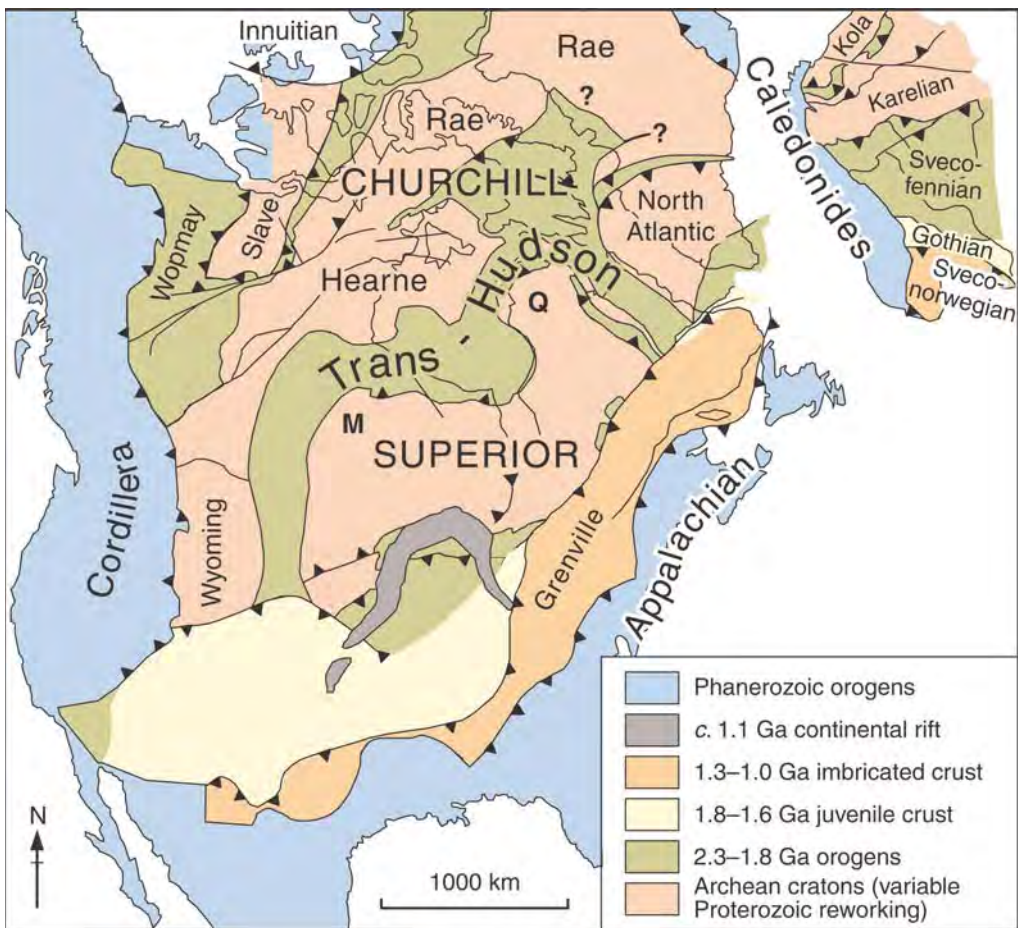 Innuitian
Rae
Kola
Karelian
Caledonides
?
Rae
?
CHURCHILL
Sveco-
fennian
Slave
Wopmay
North
Atlantic
Gothian
Sveco-
norwegian
Hearne
Trans - Hudson
Q
M
SUPERIOR
Cordillera
Wyoming
Grenville
Appalachian
Phanerozoic orogens
c. 1.1 Ga continental rift
1.3–1.0 Ga imbricated crust
1.8–1.6 Ga juvenile crust
2.3–1.8 Ga orogens
Archean cratons (variable
Proterozoic reworking)
N
1000 km